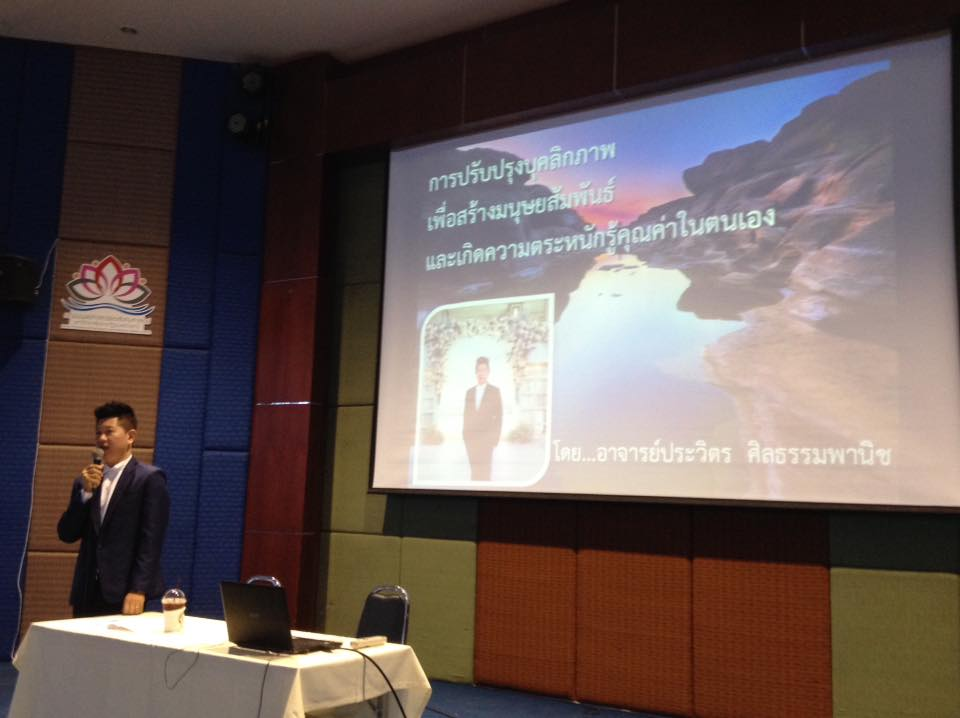 การปรับปรุงบุคลิกภาพ
เพื่อสร้างมนุษยสัมพันธ์
และเกิดความตระหนักรู้คุณค่าในตนเอง
โดย...อาจารย์ประวิตร ศิลธรรมพานิช